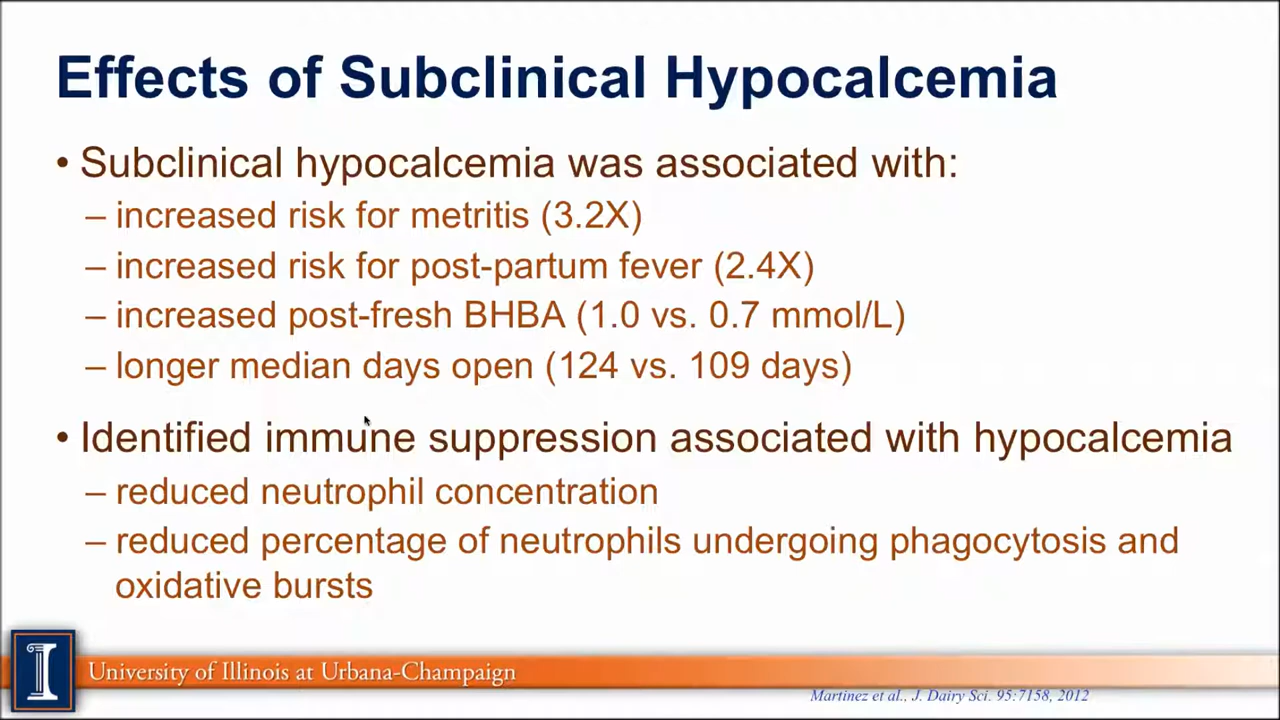 Effects of Subclinical Hypocalcemia
• Subclinical hypocalcemia was associated with:
– increased risk for metritis (3.2X)
– increased risk for post-partum fever (2.4X)
– increased post-fresh BHBA (1.0 vs. 0.7 mmol/L)
– longer median days open (124 vs. 109 days)
• Identified immune suppression associated with hypocalcemia
– reduced neutrophil concentration
– reduced percentage of neutrophils undergoing phagocytosis and
oxidative bursts
University of Illinois at Urbana-Champaign
Martinez et al., J. Dairy Sci. 95:7158, 2012